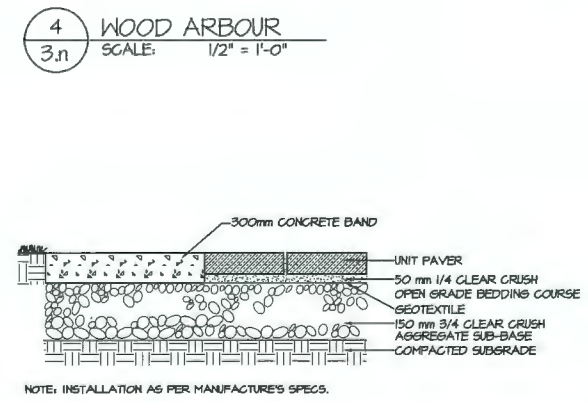 4
3.n
WOOD ARBOUR
SCALE: 1/2" = 1'-0"
300mm CONCRETE BAND
UNIT PAVER
50 mm 1/4 CLEAR CRUSH
OPEN GRADE BEDDING COURSE
GEOTEXTILE
150 mm 3/4 CLEAR CRUSH
AGGREGATE SUB-BASE
COMPACTED SUBGRADE
NOTE: INSTALLATION AS PER MANUFACTURE'S SPECS.